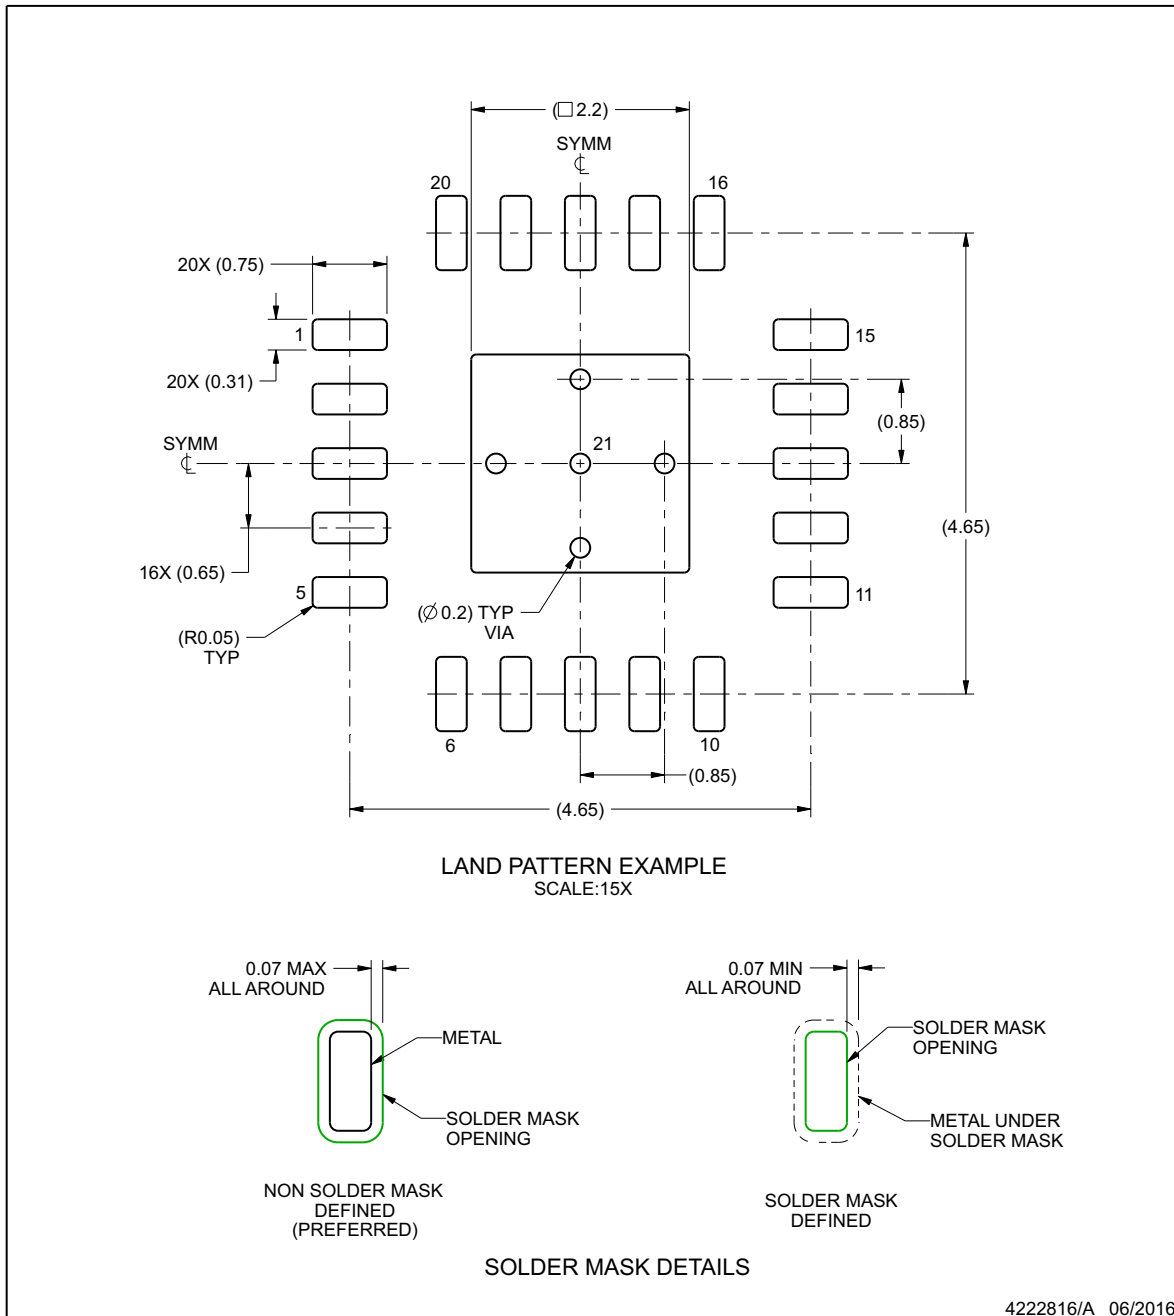 (□2.2)
SYMM
℄
20
16
20X (0.75)
1
15
20X (0.31)
(0.85)
SYMM
℄
21
(4.65)
16X (0.65)
5
11
(Ø0.2) TYP
VIA
(R0.05)
TYP
6
10
(0.85)
(4.65)
LAND PATTERN EXAMPLE
SCALE:15X
0.07 MAX
ALL AROUND
METAL
SOLDER MASK
OPENING
NON SOLDER MASK
DEFINED
(PREFERRED)
0.07 MIN
ALL AROUND
SOLDER MASK
OPENING
METAL UNDER
SOLDER MASK
SOLDER MASK
DEFINED
SOLDER MASK DETAILS
4222816/A 06/2016